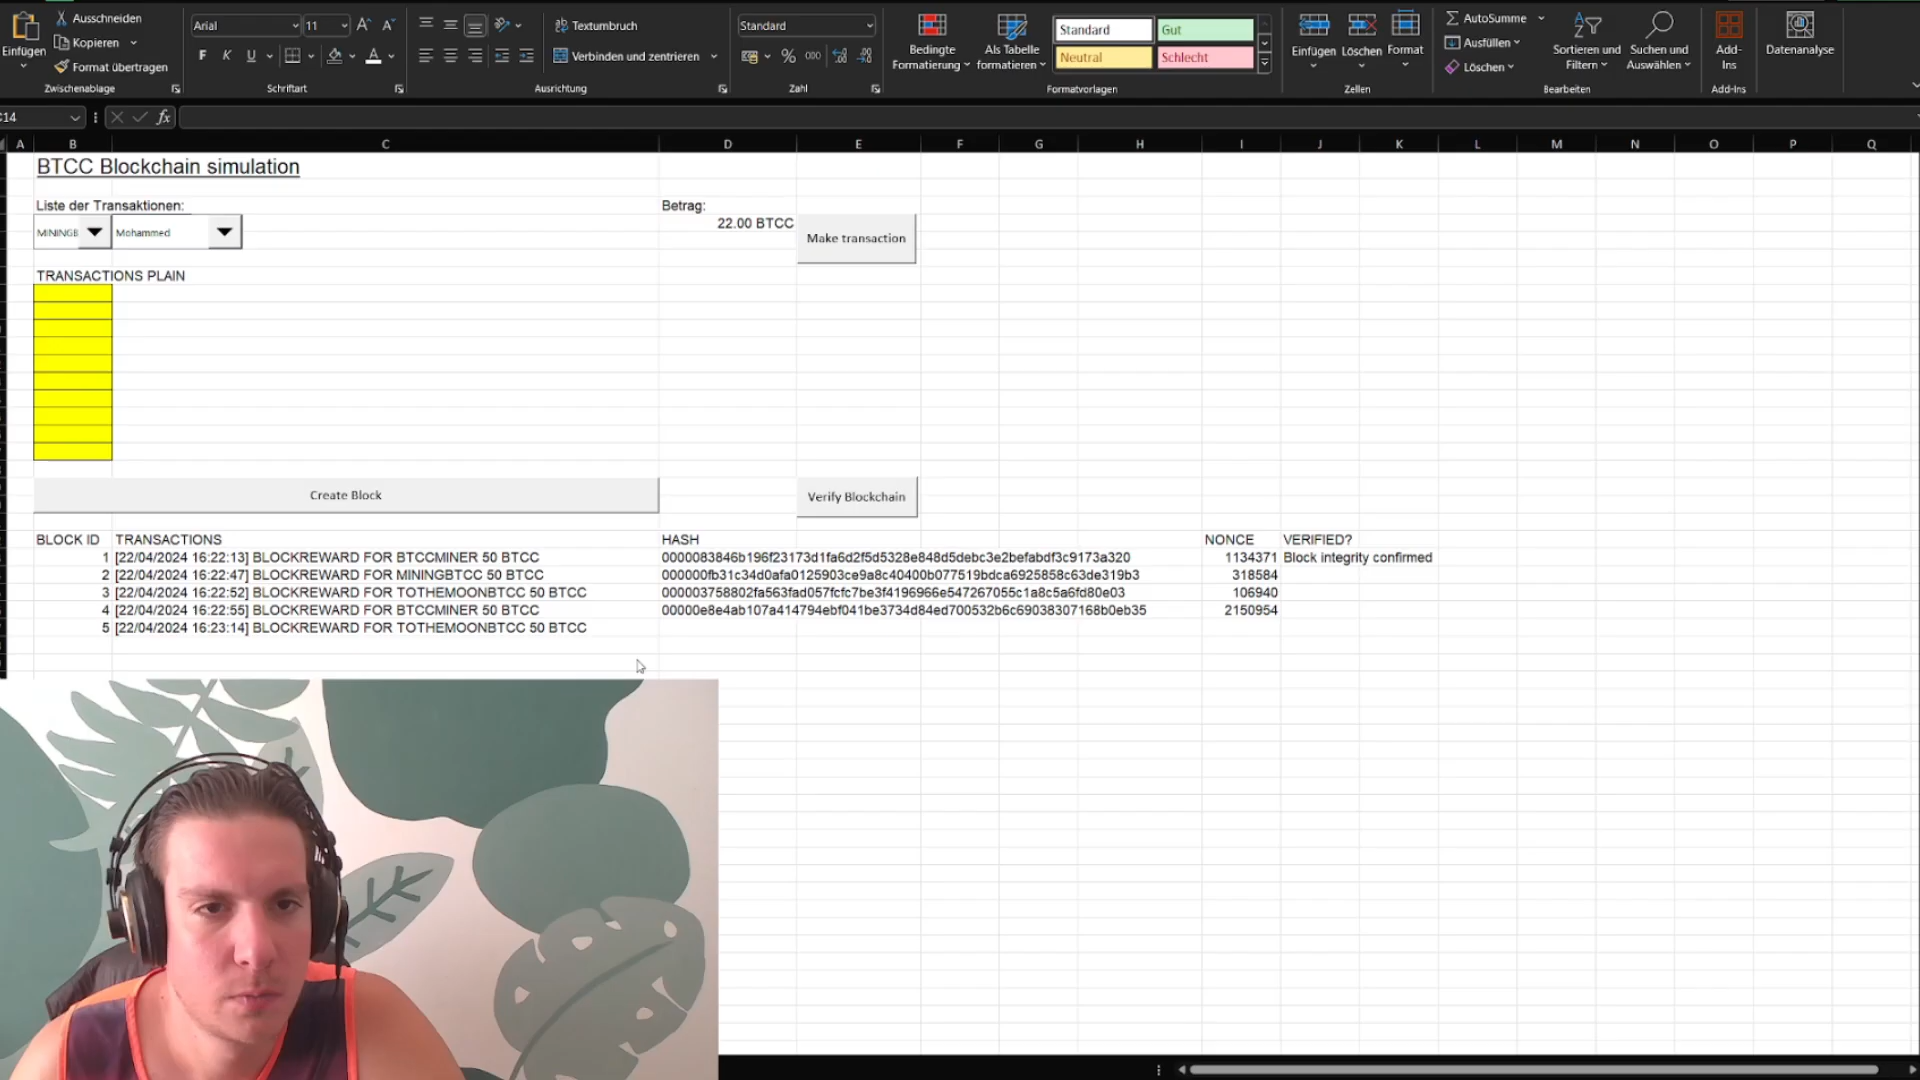 Ausschneiden
Kopieren
Format übertragen
Einfügen
Zwischenablage
Arial
11
F K U
Schriftart
Textumbruch
Verbinden und zentrieren
Ausrichtung
Standard
% 000
Zahl
Bedingte
Formatierung
Als Tabelle
formatieren
Standard
Gut
Neutral
Schlecht
Formatvorlagen
Einfügen
Löschen
Format
Zellen
AutoSumme
Ausfüllen
Löschen
Sortieren und
Filtern
Suchen und
Auswählen
Bearbeiten
Add-
Ins
Add-Ins
Datenanalyse
fx
A B C D E F G H I J K L M N O P Q
BTCC Blockchain simulation
Liste der Transaktionen:
Betrag:
MININGB
Mohammed
22.00 BTCC
Make transaction
TRANSACTIONS PLAIN
Create Block
Verify Blockchain
BLOCK ID TRANSACTIONS HASH NONCE VERIFIED?
1 [22/04/2024 16:22:13] BLOCKREWARD FOR BTCCMINER 50 BTCC 0000083846b196f23173d1fa6d2f5d5328e848d5debc3e2befabdf3c9173a320 1134371 Block integrity confirmed
2 [22/04/2024 16:22:47] BLOCKREWARD FOR MININGBTCC 50 BTCC 000000fb31c34d0afa0125903ce9a8c40400b077519bdca6925858c63de319b3 318584
3 [22/04/2024 16:22:52] BLOCKREWARD FOR TOTHEMOONBTCC 50 BTCC 000003758802fa563fad057fcfc7be3f4196966e547267055c1a8c5a6fd80e03 106940
4 [22/04/2024 16:22:55] BLOCKREWARD FOR BTCCMINER 50 BTCC 00000e8e4ab107a414794ebf041be3734d84ed700532b6c69038307168b0eb35 2150954
5 [22/04/2024 16:23:14] BLOCKREWARD FOR TOTHEMOONBTCC 50 BTCC